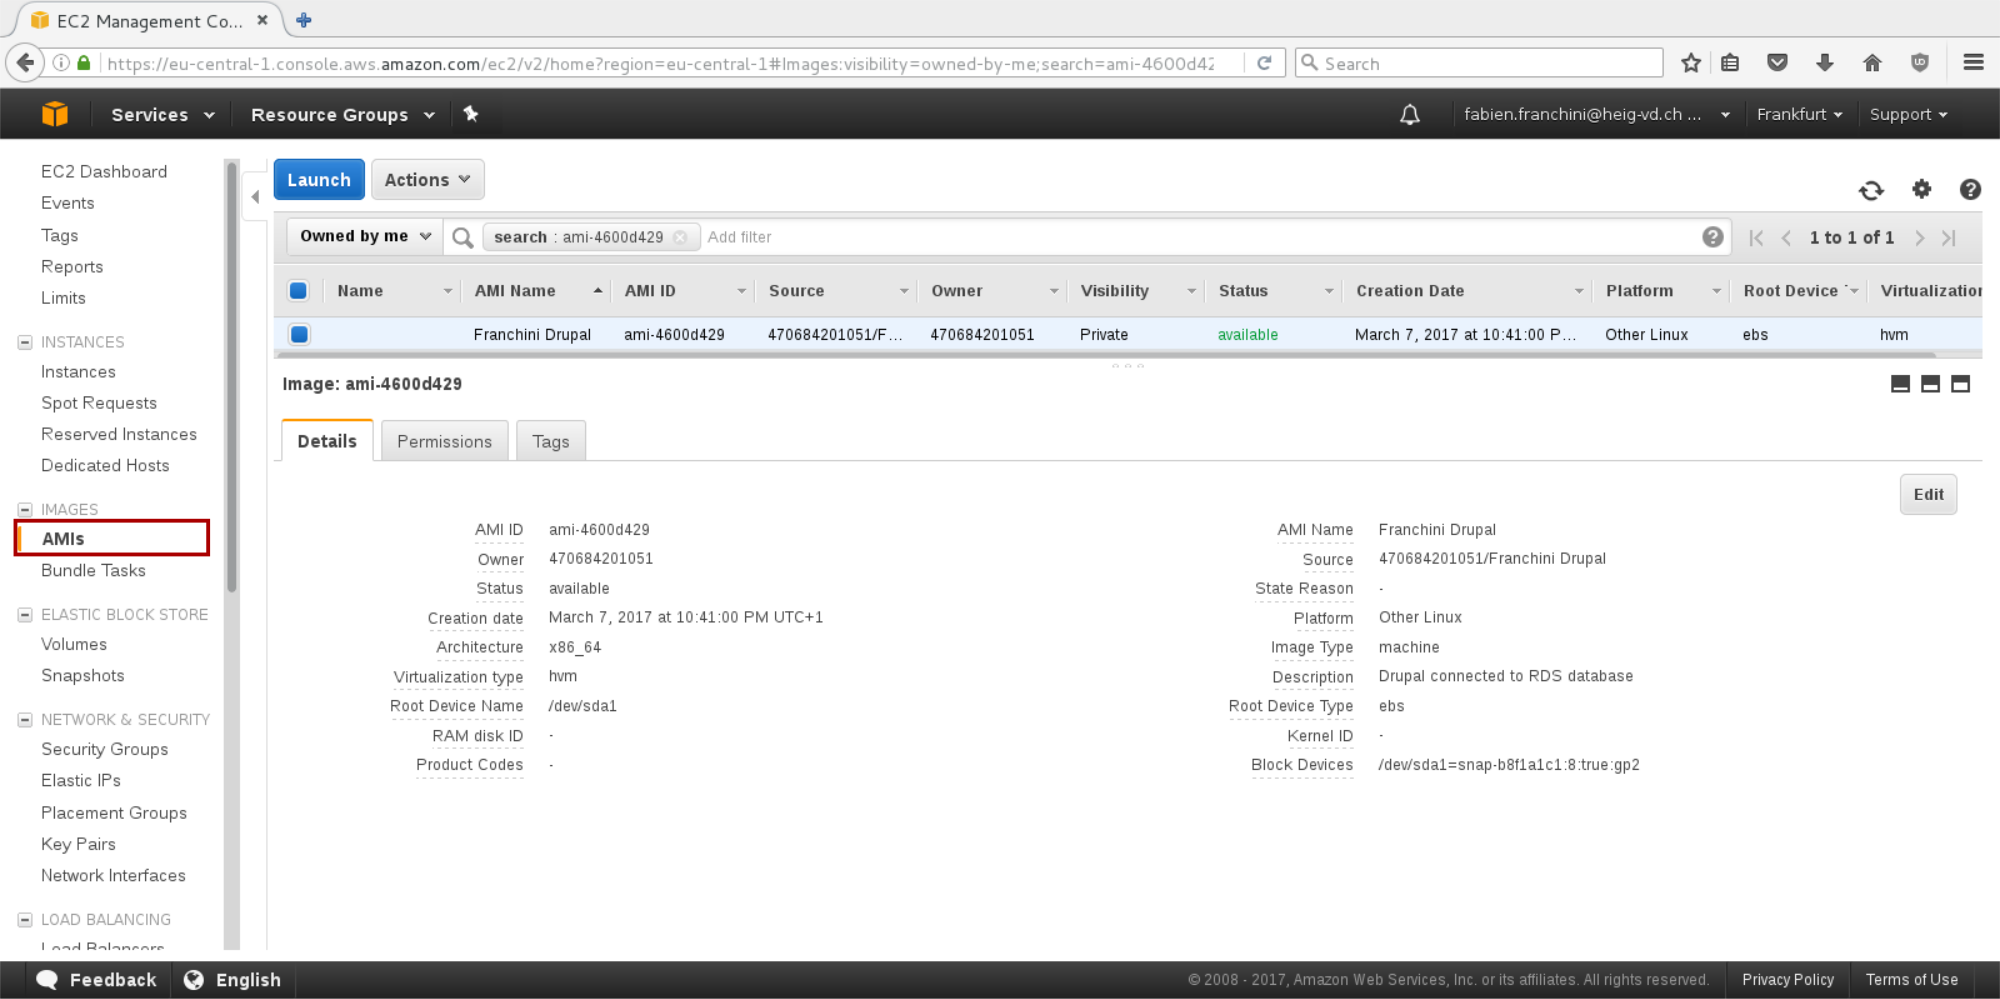 EC2 Management Co...
https://eu-central-1.console.aws.amazon.com/ec2/v2/home?region=eu-central-1#Images:visibility=owned-by-me;search=ami-4600d42
Search
Services
Resource Groups
fabien.franchini@heig-vd.ch ...
Frankfurt
Support
EC2 Dashboard
Events
Tags
Reports
Limits
INSTANCES
Instances
Spot Requests
Reserved Instances
Dedicated Hosts
IMAGES
AMIs
Bundle Tasks
ELASTIC BLOCK STORE
Volumes
Snapshots
NETWORK & SECURITY
Security Groups
Elastic IPs
Placement Groups
Key Pairs
Network Interfaces
LOAD BALANCING
Load Balancers
Launch
Actions
Owned by me
search : ami-4600d429
Add filter
1 to 1 of 1
Name AMI Name AMI ID Source Owner Visibility Status Creation Date Platform Root Device Virtualization
Franchini Drupal ami-4600d429 470684201051/F... 470684201051 Private available March 7, 2017 at 10:41:00 P... Other Linux ebs hvm
Image: ami-4600d429
Details
Permissions
Tags
Edit
AMI ID ami-4600d429
Owner 470684201051
Status available
Creation date March 7, 2017 at 10:41:00 PM UTC+1
Architecture x86_64
Virtualization type hvm
Root Device Name /dev/sda1
RAM disk ID -
Product Codes -
AMI Name Franchini Drupal
Source 470684201051/Franchini Drupal
State Reason -
Platform Other Linux
Image Type machine
Description Drupal connected to RDS database
Root Device Type ebs
Kernel ID -
Block Devices /dev/sda1=snap-b8f1a1c1:8:true:gp2
Feedback
English
© 2008 - 2017, Amazon Web Services, Inc. or its affiliates. All rights reserved.
Privacy Policy
Terms of Use